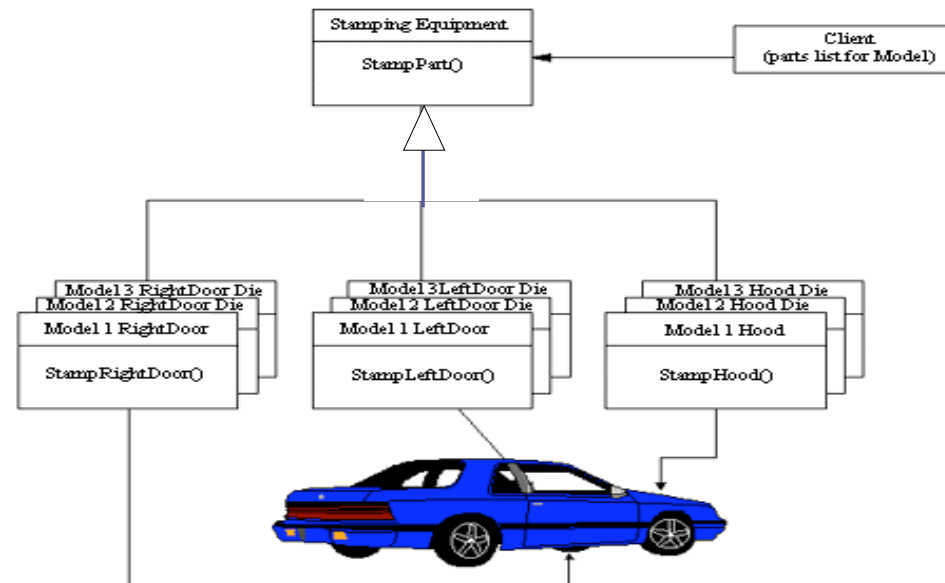 Stamping Equipment
StampPart()
Client
(parts list for Model)
Model 3 RightDoor Die
Model 2 RightDoor Die
Model 1 RightDoor
StampRightDoor()
Model 3 LeftDoor Die
Model 2 LeftDoor Die
Model 1 LeftDoor
StampLeftDoor()
Model 3 Hood Die
Model 2 Hood Die
Model 1 Hood
StampHood()